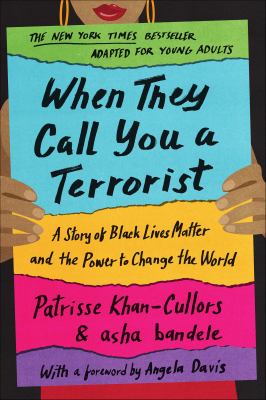 THE NEW YORK TIMES BESTSELLER
ADAPTED FOR YOUNG ADULTS
When They
Call You a
Terrorist
A Story of Black Lives Matter
and the Power to Change the World
Patrisse Khan-Cullors
& asha bandele
With a foreword by Angela Davis